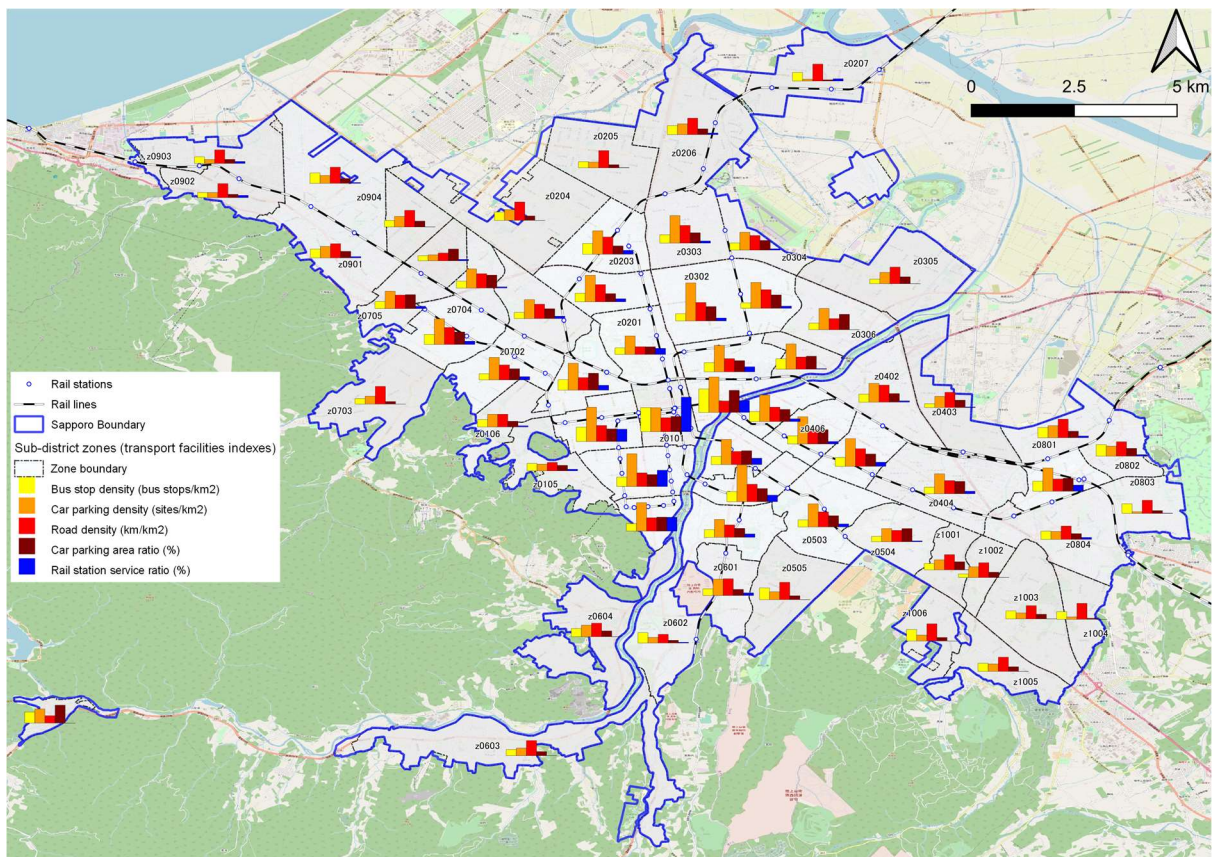 z0207
0 2.5 5 km
z0206
z0205
z0903
z0902
z0904
z0204
z0203
z0303
z0304
z0305
z0901
z0302
z0705
z0704
z0306
z0201
z0702
z0402
z0703
z0403
z0106
z0101
z0406
z0801
z0802
z0105
z0803
z0404
z0503
z0504
z1001
z1002
z0804
z0601
z0505
z1003
z1004
z1006
z0604
z0602
z1005
z0603
Rail stations
Rail lines
Sapporo Boundary
Sub-district zones (transport facilities indexes)
Zone boundary
Bus stop density (bus stops/km2)
Car parking density (sites/km2)
Road density (km/km2)
Car parking area ratio (%)
Rail station service ratio (%)